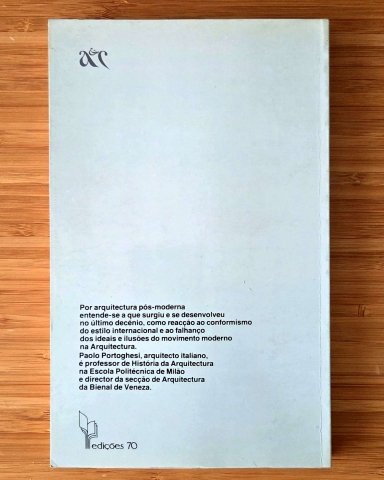 a&c
Por arquitectura pós-moderna
entende-se a que surgiu e se desenvolveu
no último decénio, como reacção ao conformismo
do estilo internacional e ao falhanço
dos ideais e ilusões do movimento moderno
na Arquitectura.
Paolo Portoghesi, arquitecto italiano,
é professor de História da Arquitectura
na Escola Politécnica de Milão
e director da secção de Arquitectura
da Bienal de Veneza.
edições 70